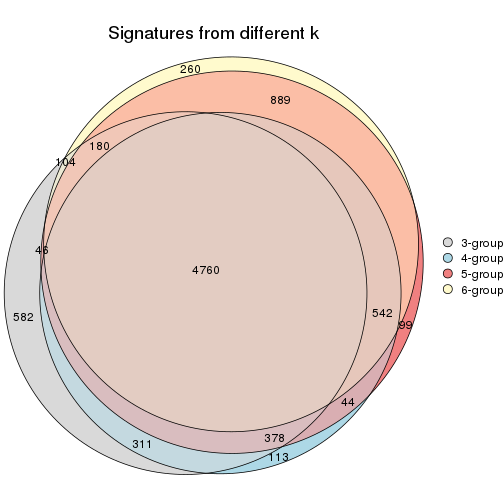 Signatures from different k
260
889
180
104
46
4760
582
542
99
44
378
311
113
3-group
4-group
5-group
6-group